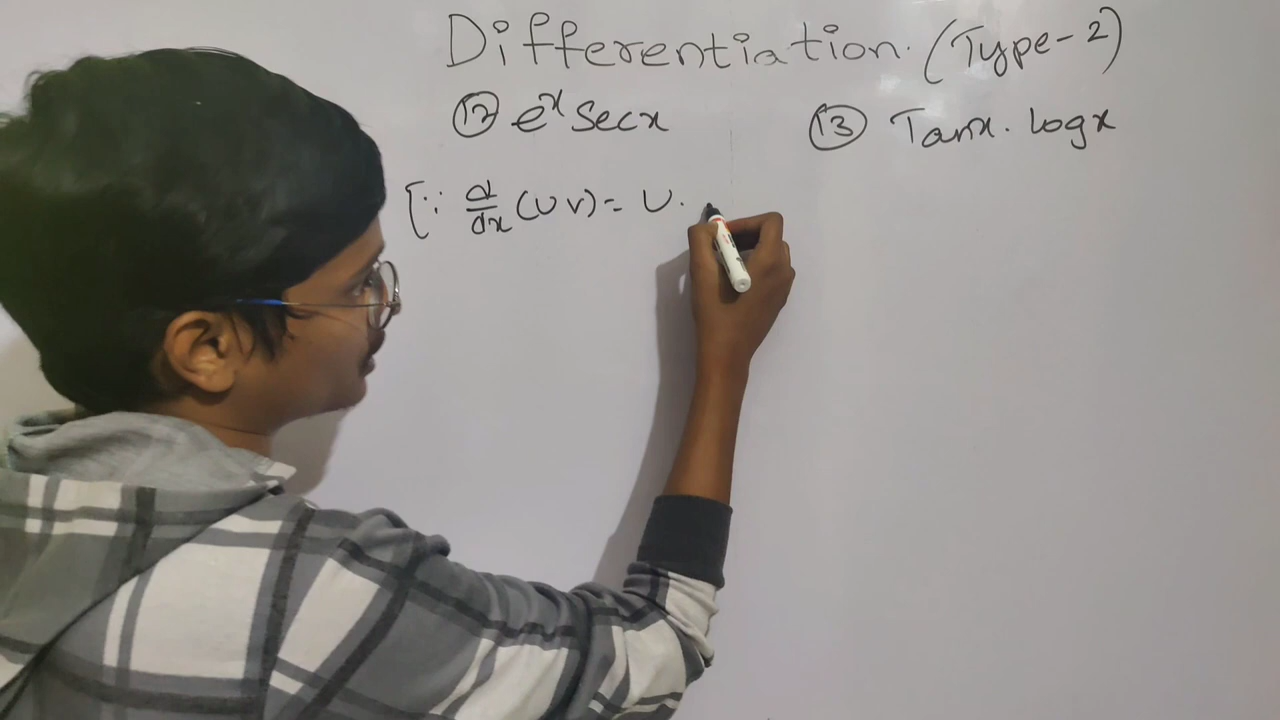 Differentiation. (Type-2)
⑫ e^x Secx
⑬ Tanx. logx
[∵ d/dx (UV)= U.